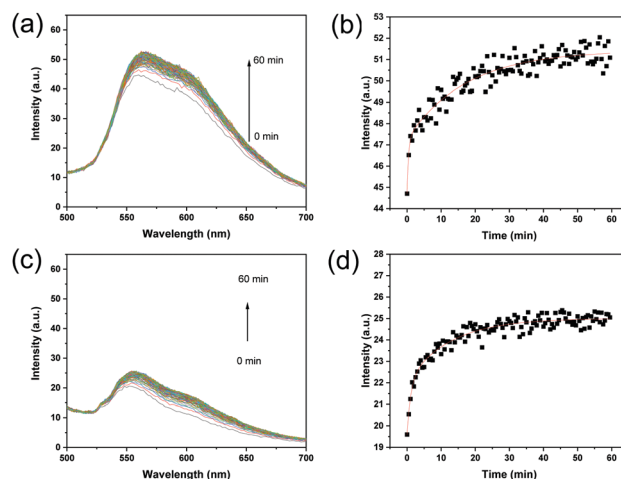 (a)
60
50
40
30
20
10
0
Intensity (a.u.)
60 min
0 min
500 550 600 650 700
Wavelength (nm)
(b)
53
52
51
50
49
48
47
46
45
44
Intensity (a.u.)
0 10 20 30 40 50 60
Time (min)
(c)
60
50
40
30
20
10
0
Intensity (a.u.)
60 min
0 min
500 550 600 650 700
Wavelength (nm)
(d)
28
27
26
25
24
23
22
21
20
19
Intensity (a.u.)
0 10 20 30 40 50 60
Time (min)